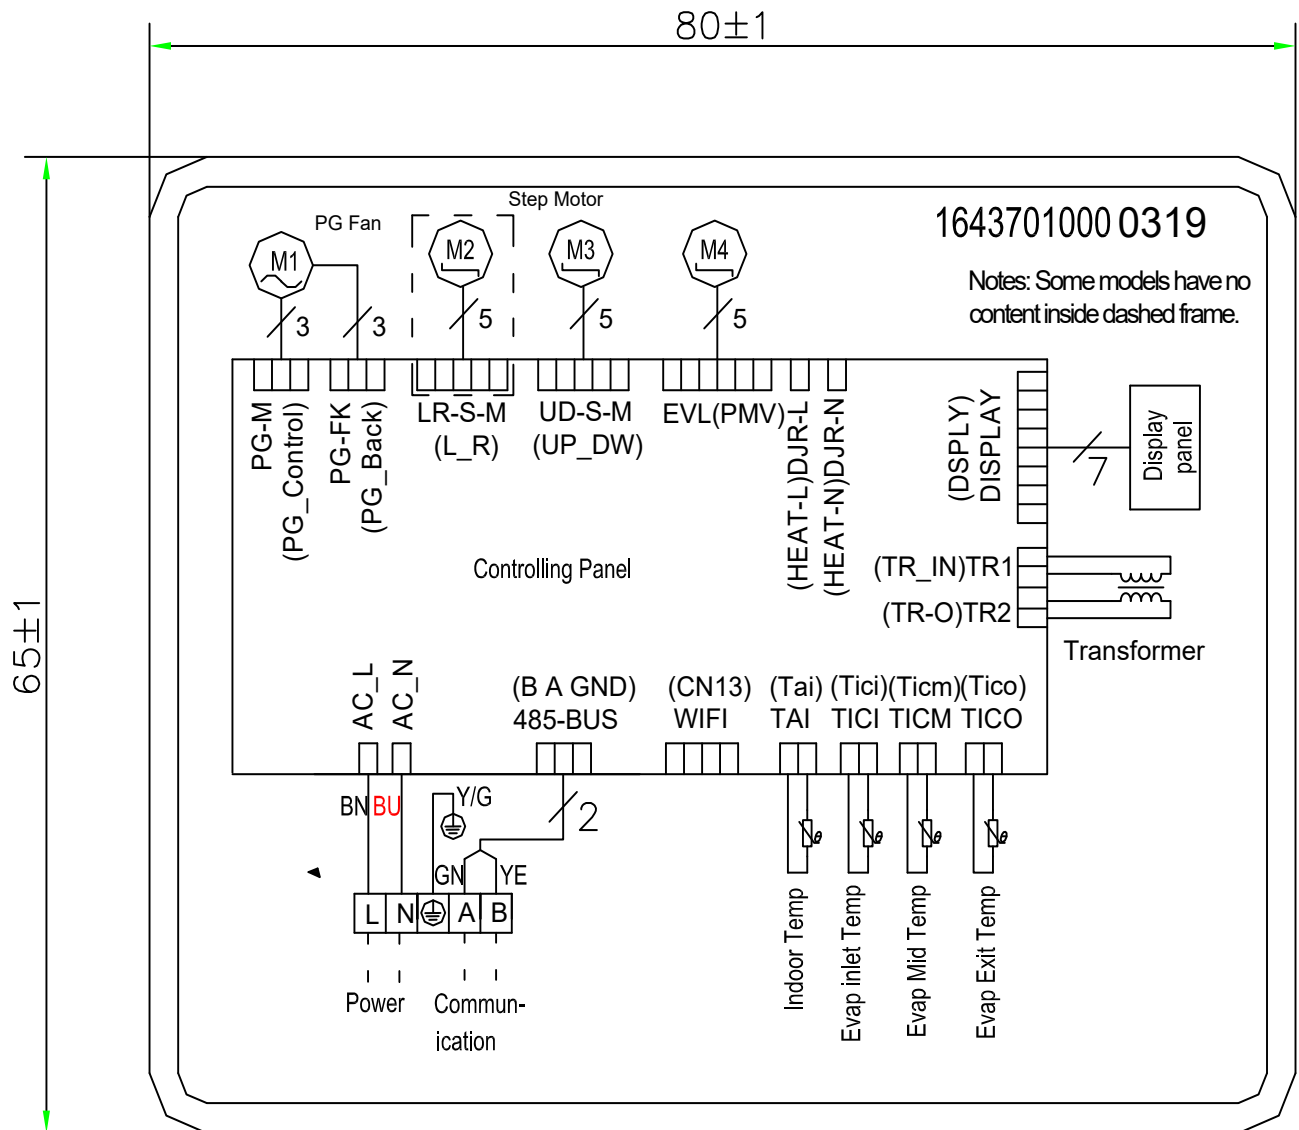 80±1
65±1
Step Motor
PG Fan
1643701000 0319
Notes: Some models have no
content inside dashed frame.
M1
M2
M3
M4
3
3
5
5
5
PG-M
(PG_Control)
PG-FK
(PG_Back)
LR-S-M
(L_R)
UD-S-M
(UP_DW)
EVL(PMV)
(HEAT-L)DJR-L
(HEAT-N)DJR-N
(DSPLY)
DISPLAY
7
Display
panel
Controlling Panel
(TR_IN)TR1
(TR-O)TR2
Transformer
AC_L
AC_N
(B A GND)
485-BUS
(CN13)
WIFI
(Tai)
TAI
(Tici)
TICI
(Ticm)
TICM
(Tico)
TICO
BN
BU
Y/G
2
GN
YE
θ
θ
θ
θ
L
N
A
B
Power
Commun-
ication
Indoor Temp
Evap inlet Temp
Evap Mid Temp
Evap Exit Temp